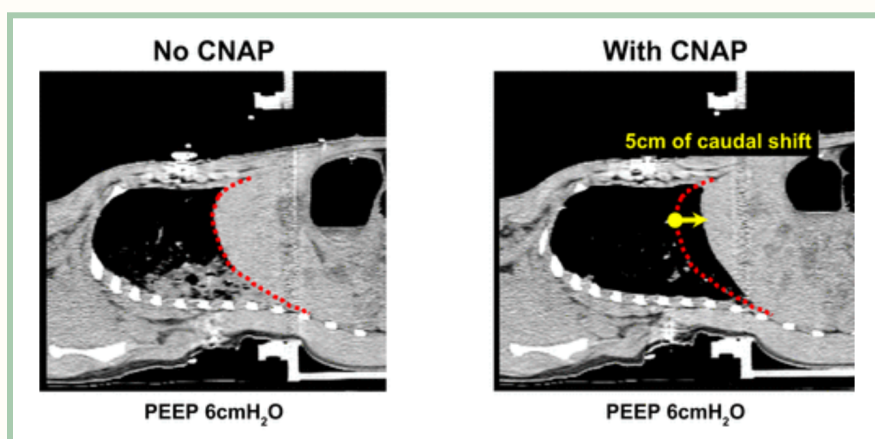 No CNAP
With CNAP
5cm of caudal shift
PEEP 6cmH₂O
PEEP 6cmH₂O